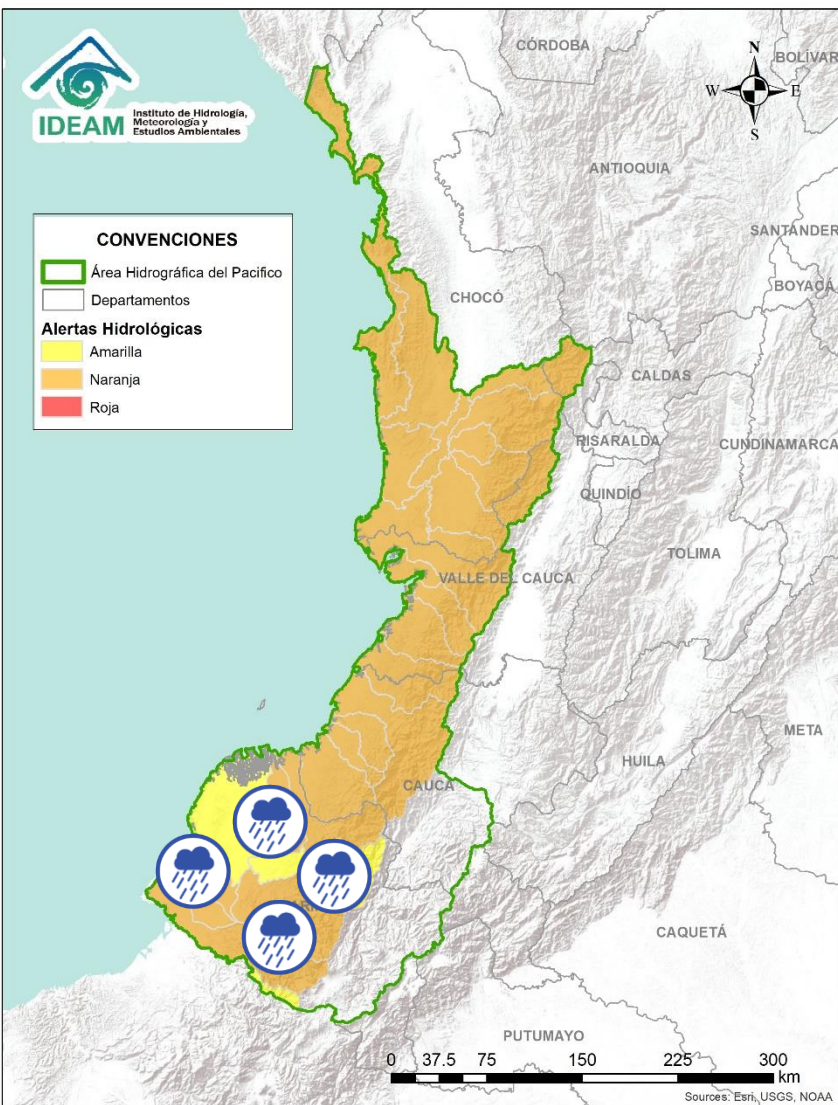 IDEAM
Instituto de Hidrología,
Meteorología y
Estudios Ambientales
N
W
E
S
CÓRDOBA
BOLÍVAR
ANTIOQUIA
SANTANDER
BOYACÁ
CHOCÓ
CALDAS
RISARALDA
CUNDINAMARCA
QUINDÍO
TOLIMA
VALLE DEL CAUCA
META
HUILA
CAUCA
CAQUETÁ
PUTUMAYO
CONVENCIONES
Área Hidrográfica del Pacifico
Departamentos
Alertas Hidrológicas
Amarilla
Naranja
Roja
0 37.5 75 150 225 300
km
Sources: Esri, USGS, NOAA